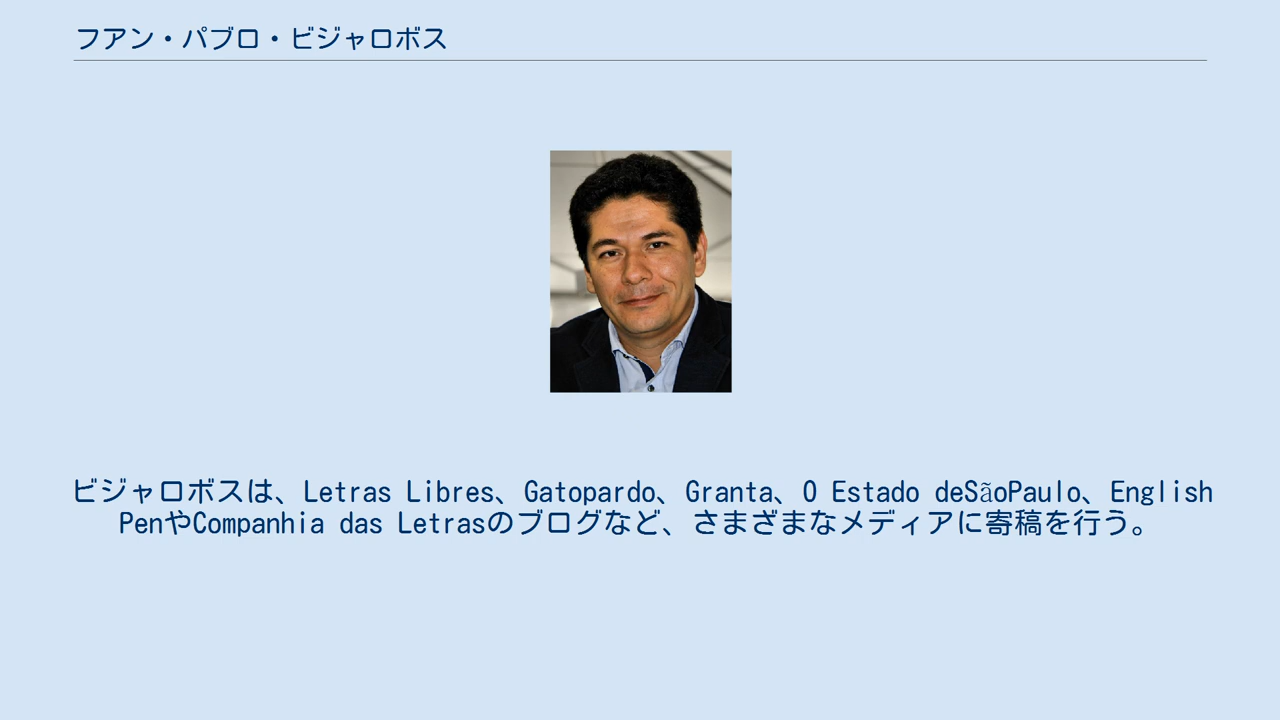 フアン・パブロ・ビジャロボス
ビジャロボスは、Letras Libres、Gatopardo、Granta、O Estado deSãoPaulo、English
PenやCompanhia das Letrasのブログなど、さまざまなメディアに寄稿を行う。